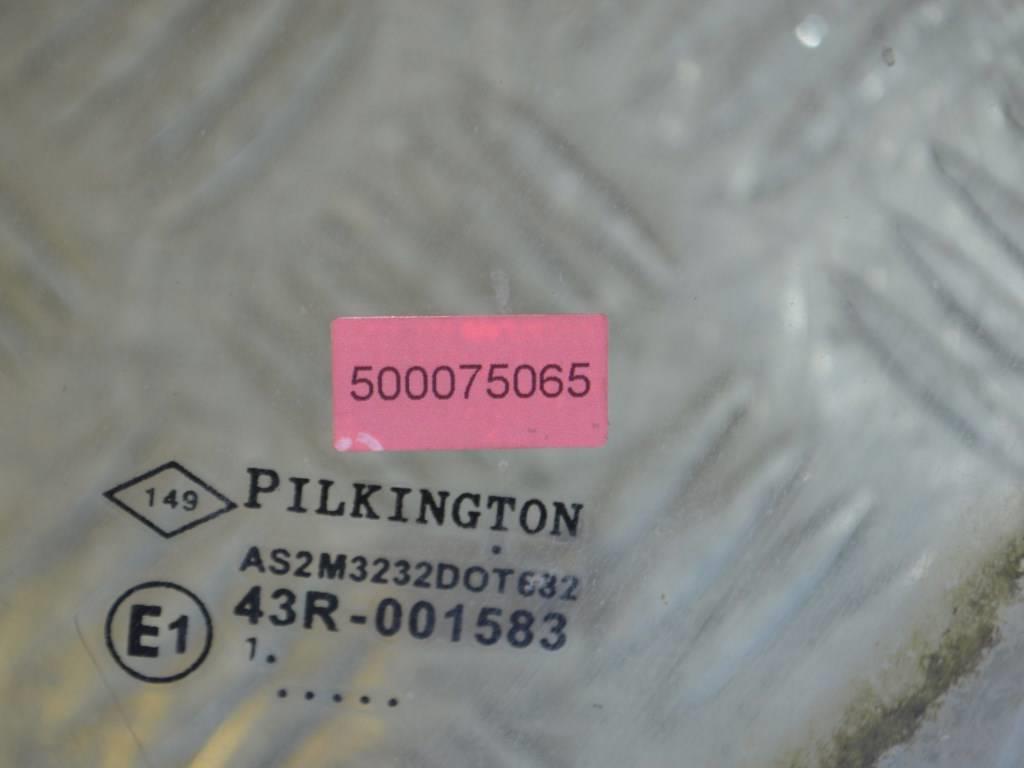 500075065
149 PILKINGTON
AS2M3232DOT632
E1 43R-001583
1.
.....